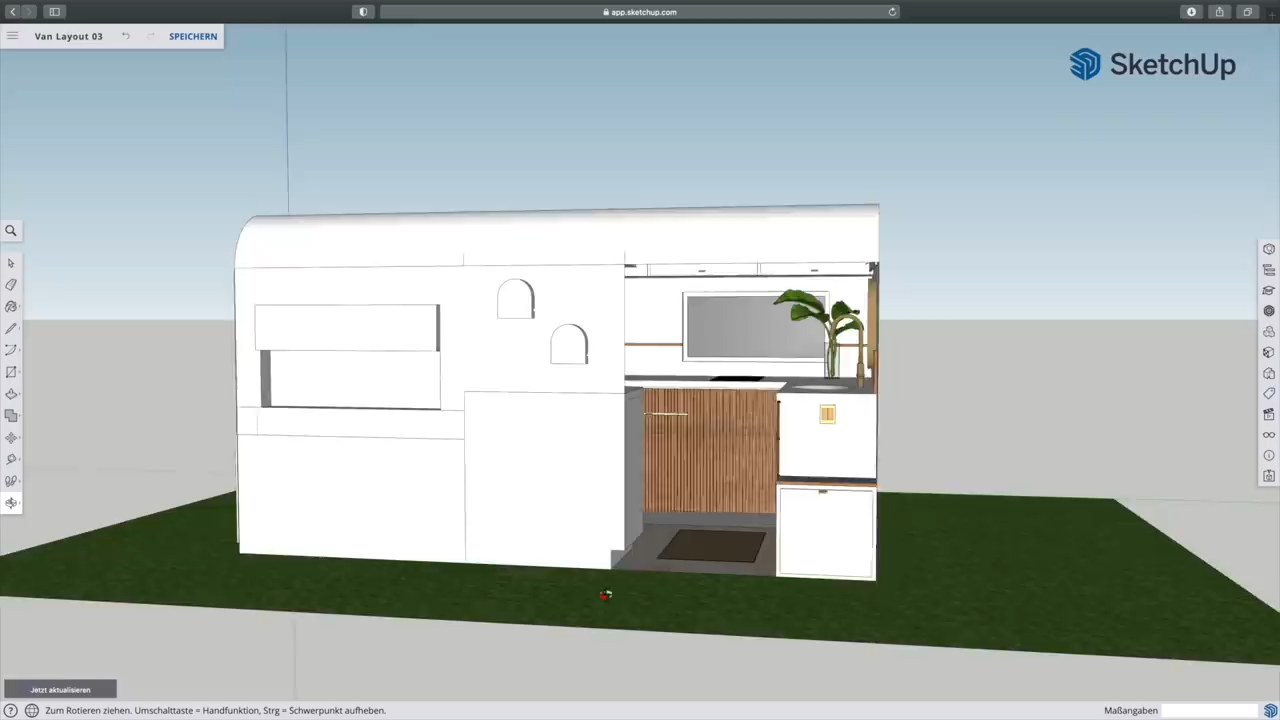 app.sketchup.com
Van Layout 03
SPEICHERN
SketchUp
Jetzt aktualisieren
Zum Rotieren ziehen. Umschalttaste = Handfunktion, Strg = Schwerpunkt aufheben.
Maßangaben